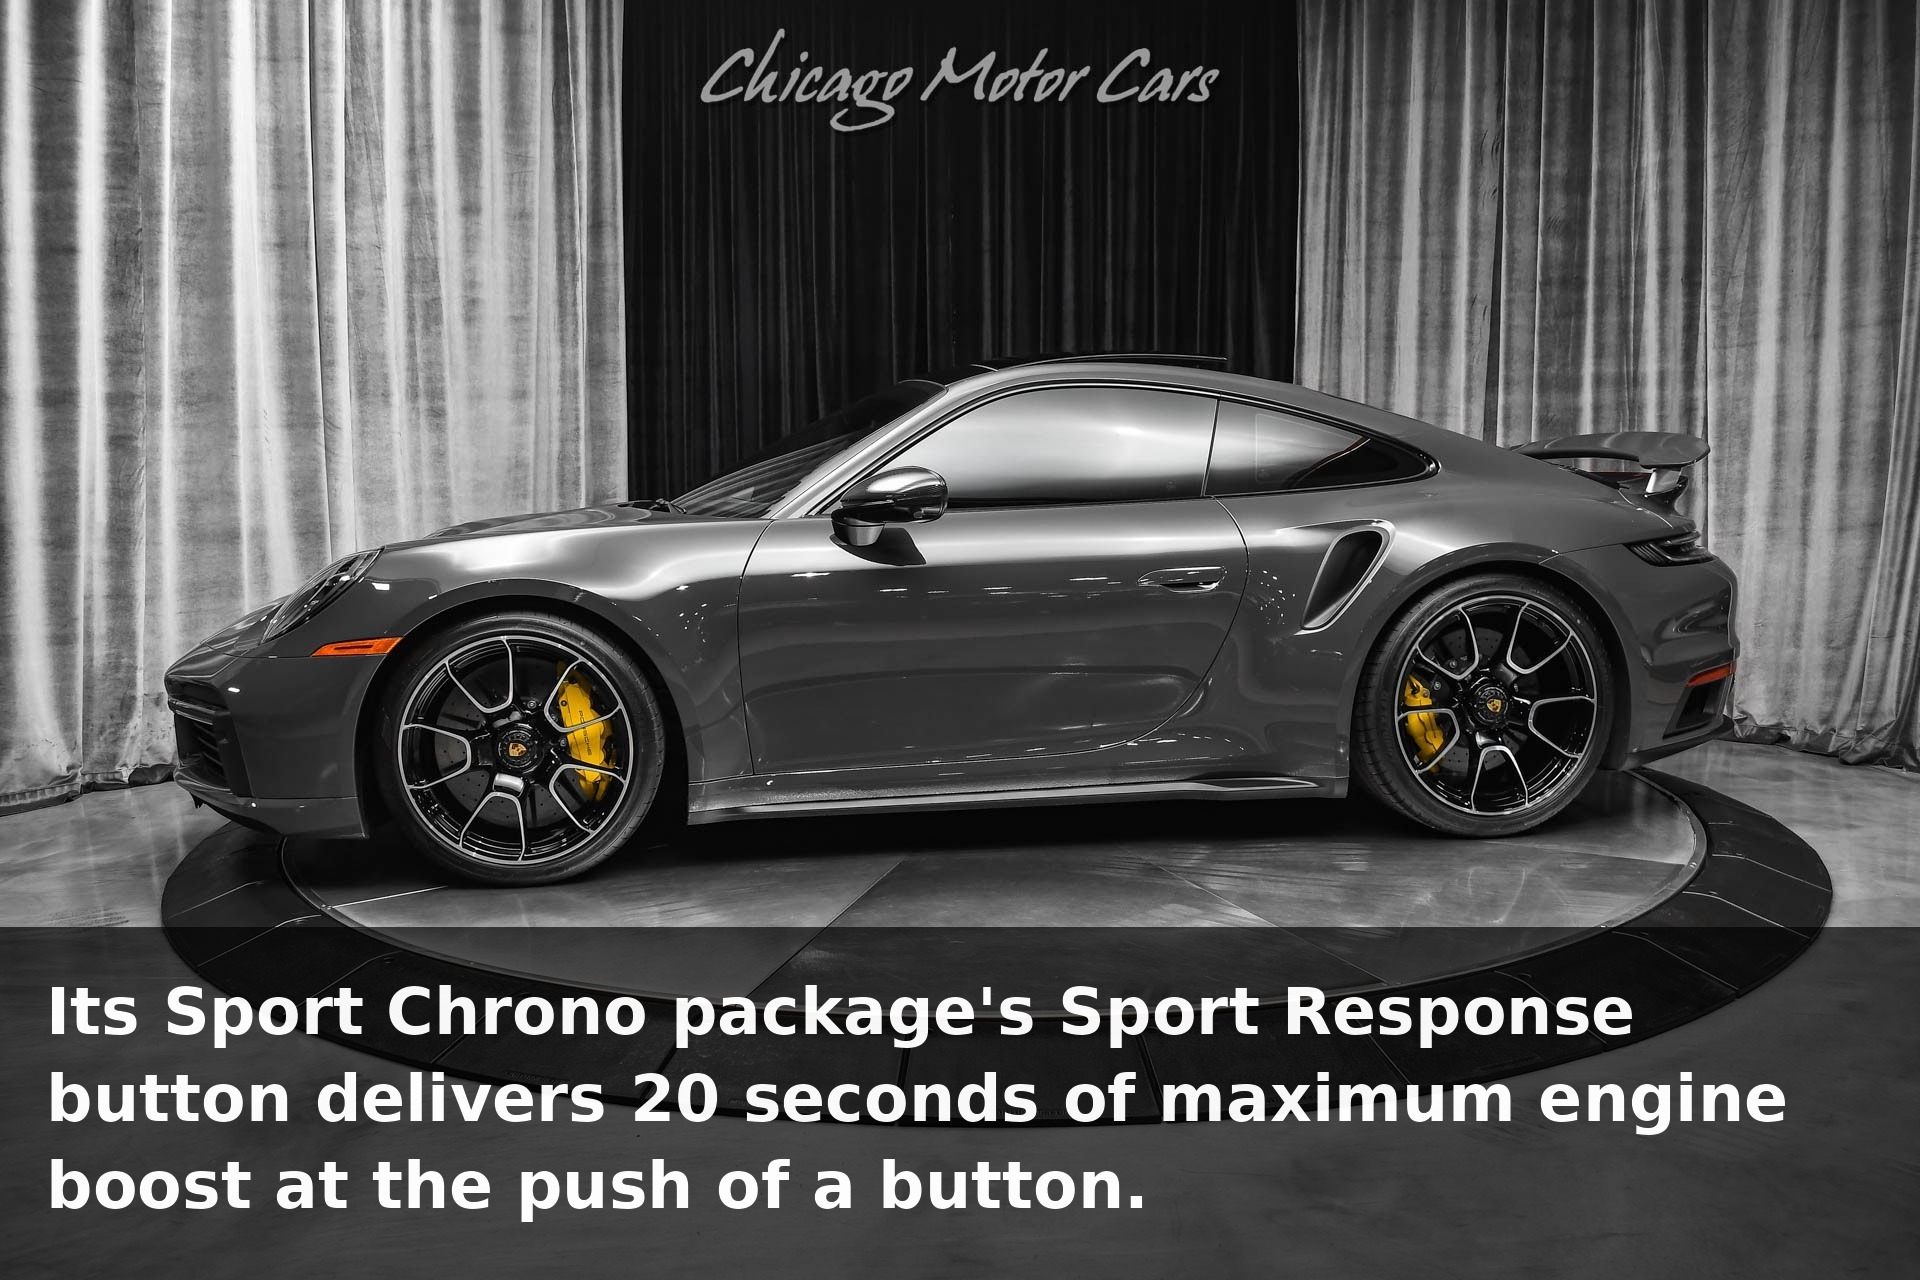 Chicago Motor Cars
PORSCHE
Its Sport Chrono package's Sport Response
button delivers 20 seconds of maximum engine
boost at the push of a button.